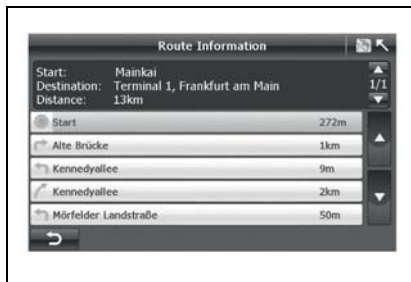 Route Information
Start: Mainkai
Destination: Terminal 1, Frankfurt am Main
Distance: 13km
1/1
Start 272m
Alte Brücke 1km
Kennedyallee 9m
Kennedyallee 2km
Mörfelder Landstraße 50m